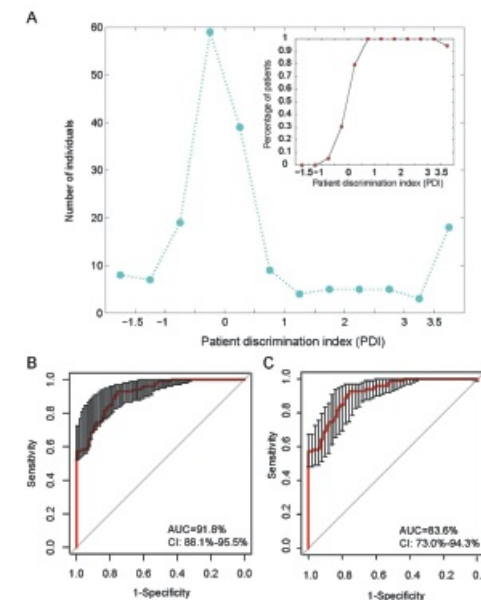 A
60
50
40
30
20
10
0
Number of individuals
−1.5 −1 0 1 2 3 3.5
Patient discrimination index (PDI)
1
0.9
0.8
0.7
0.6
0.5
0.4
0.3
0.2
0.1
0
Percentage of patients
−1.5−1 0 1 2 3 3.5
Patient discrimination index (PDI)
B
1.0
0.8
0.6
0.4
0.2
0.0
Sensitivity
AUC=91.8%
CI: 88.1%-95.5%
1.0 0.8 0.6 0.4 0.2 0.0
1-Specificity
C
1.0
0.8
0.6
0.4
0.2
0.0
Sensitivity
AUC=83.6%
CI: 73.0%-94.3%
1.0 0.8 0.6 0.4 0.2 0.0
1-Specificity